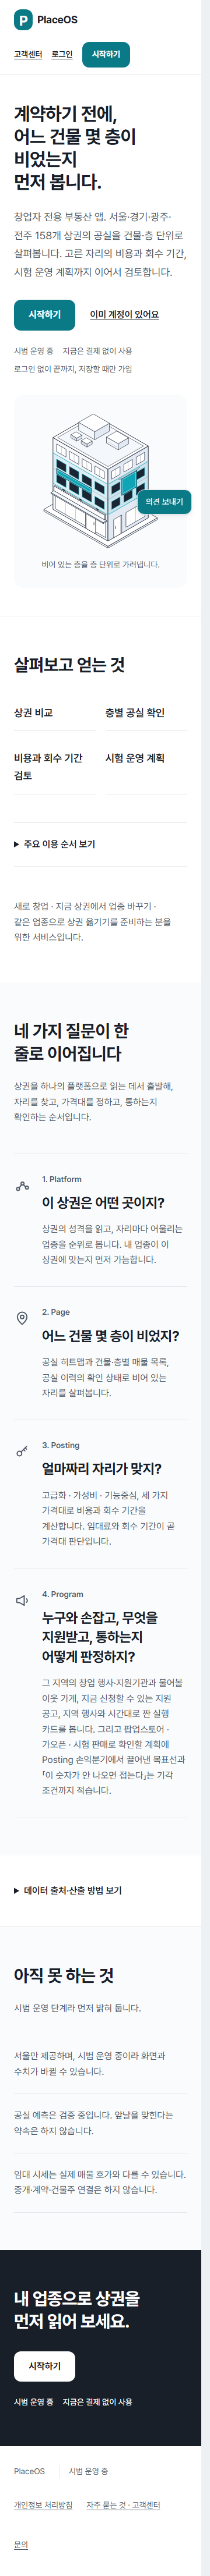 P PlaceOS
고객센터 로그인 시작하기
계약하기 전에,
어느 건물 몇 층이
비었는지
먼저 봅니다.
창업자 전용 부동산 앱. 서울·경기·광주·
전주 158개 상권의 공실을 건물·층 단위로
살펴봅니다. 고른 자리의 비용과 회수 기간,
시험 운영 계획까지 이어서 검토합니다.
시작하기 이미 계정이 있어요
시범 운영 중 지금은 결제 없이 사용
로그인 없이 끝까지, 저장할 때만 가입
의견 보내기
비어 있는 층을 층 단위로 가려냅니다.
살펴보고 얻는 것
상권 비교 층별 공실 확인
비용과 회수 기간 시험 운영 계획
검토
▶ 주요 이용 순서 보기
새로 창업 · 지금 상권에서 업종 바꾸기 ·
같은 업종으로 상권 옮기기를 준비하는 분을
위한 서비스입니다.
네 가지 질문이 한
줄로 이어집니다
상권을 하나의 플랫폼으로 읽는 데서 출발해,
자리를 찾고, 가격대를 정하고, 통하는지
확인하는 순서입니다.
1. Platform
이 상권은 어떤 곳이지?
상권의 성격을 읽고, 자리마다 어울리는
업종을 순위로 봅니다. 내 업종이 이
상권에 맞는지 먼저 가늠합니다.
2. Page
어느 건물 몇 층이 비었지?
공실 히트맵과 건물·층별 매물 목록,
공실 이력의 확인 상태로 비어 있는
자리를 살펴봅니다.
3. Posting
얼마짜리 자리가 맞지?
고급화 · 가성비 · 기능중심, 세 가지
가격대로 비용과 회수 기간을
계산합니다. 임대료와 회수 기간이 곧
가격대 판단입니다.
4. Program
누구와 손잡고, 무엇을
지원받고, 통하는지
어떻게 판정하지?
그 지역의 창업 행사·지원기관과 물어볼
이웃 가게, 지금 신청할 수 있는 지원
공고, 지역 행사와 시간대로 짠 실행
카드를 봅니다. 그리고 팝업스토어 ·
가오픈 · 시험 판매로 확인할 계획에
Posting 손익분기에서 끌어낸 목표선과
「이 숫자가 안 나오면 접는다」는 기각
조건까지 적습니다.
▶ 데이터 출처·산출 방법 보기
아직 못 하는 것
시범 운영 단계라 먼저 밝혀 둡니다.
서울만 제공하며, 시범 운영 중이라 화면과
수치가 바뀔 수 있습니다.
공실 예측은 검증 중입니다. 앞날을 맞힌다는
약속은 하지 않습니다.
임대 시세는 실제 매물 호가와 다를 수 있습니다.
중개·계약·건물주 연결은 하지 않습니다.
내 업종으로 상권을
먼저 읽어 보세요.
시작하기
시범 운영 중 지금은 결제 없이 사용
PlaceOS 시범 운영 중
개인정보 처리방침 자주 묻는 것 · 고객센터
문의